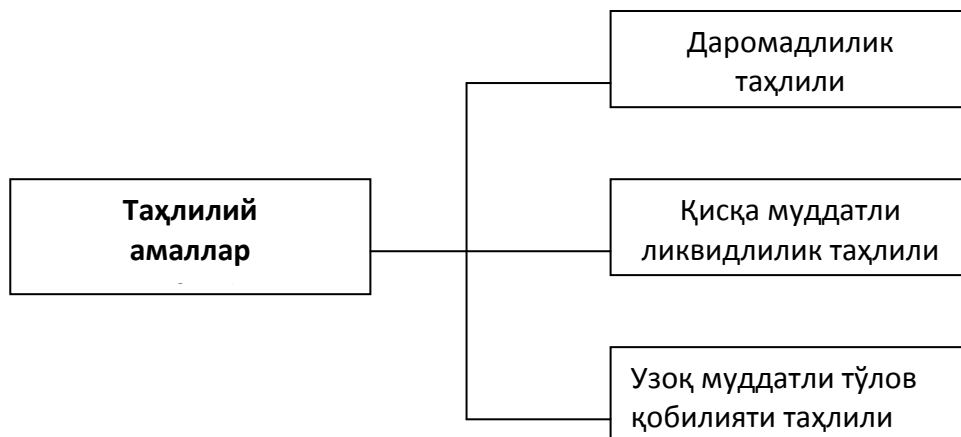 Даромадлилик
таҳлили
Таҳлилий
амаллар
Қисқа муддатли
ликвидлилик таҳлили
Узоқ муддатли тўлов
қобилияти таҳлили